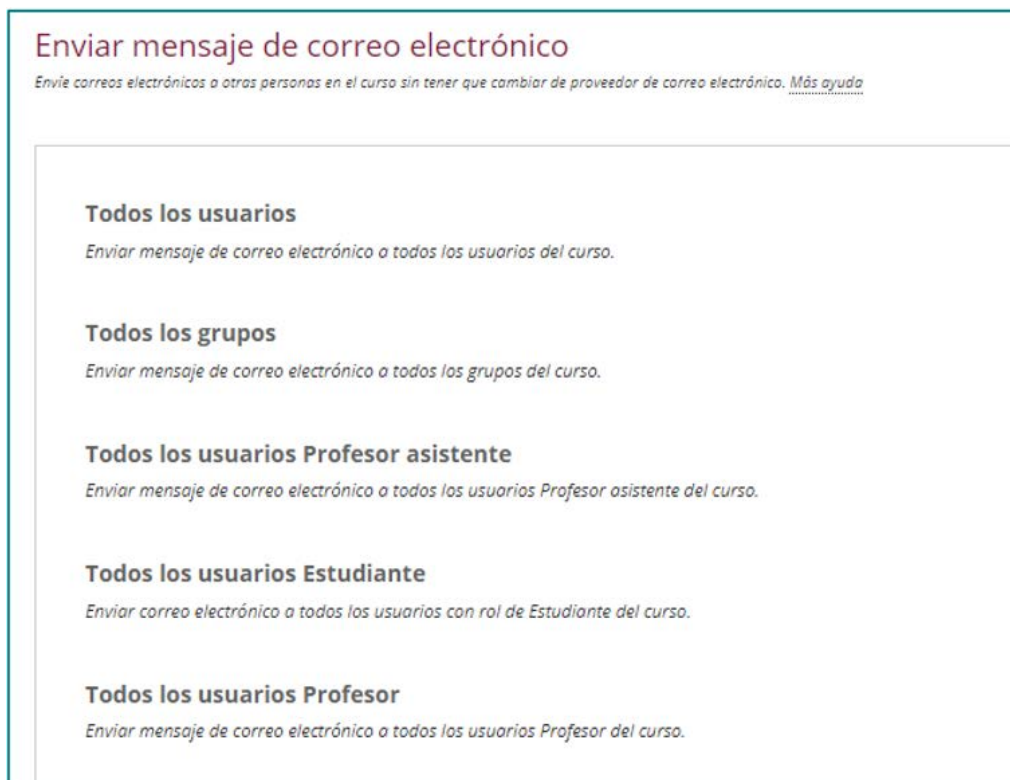 Enviar mensaje de correo electrónico
Envíe correos electrónicos a otras personas en el curso sin tener que cambiar de proveedor de correo electrónico. Más ayuda
Todos los usuarios
Enviar mensaje de correo electrónico a todos los usuarios del curso.
Todos los grupos
Enviar mensaje de correo electrónico a todos los grupos del curso.
Todos los usuarios Profesor asistente
Enviar mensaje de correo electrónico a todos los usuarios Profesor asistente del curso.
Todos los usuarios Estudiante
Enviar correo electrónico a todos los usuarios con rol de Estudiante del curso.
Todos los usuarios Profesor
Enviar mensaje de correo electrónico a todos los usuarios Profesor del curso.